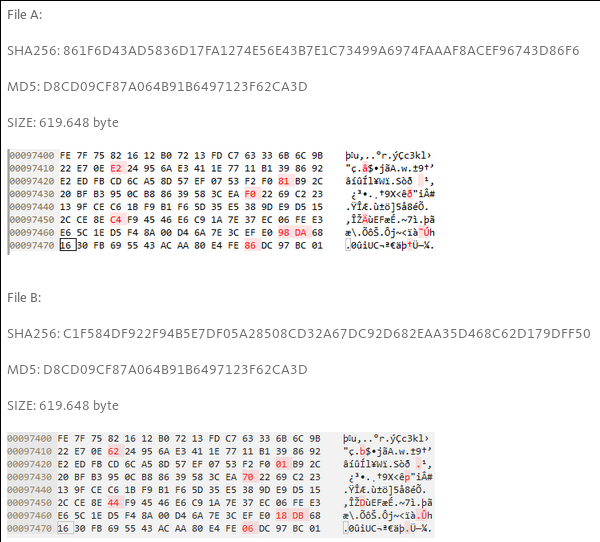 File A:
SHA256: 861F6D43AD5836D17FA1274E56E43B7E1C73499A6974FAAAF8ACEF96743D86F6
MD5: D8CD09CF87A064B91B6497123F62CA3D
SIZE: 619.648 byte
00097400 FE 7F 75 82 16 12 B0 72 13 FD C7 63 33 6B 6C 9B þ␡u‚..°r.ýÇc3kl›
00097410 22 E7 0E E2 24 95 6A E3 41 1E 77 11 B1 39 86 92 "ç.â$•jãA.w.±9†’
00097420 E2 ED FB CD 6C A5 8D 57 EF 07 53 F2 F0 81 B9 2C âíûÍl¥.Wï.Sòð.¹,
00097430 20 BF B3 95 0C B8 86 39 58 3C EA F0 22 69 C2 23 ¿³•.¸†9X<êð"iÂ#
00097440 13 9F CE C6 1B F9 B1 F6 5D 35 E5 38 9D E9 D5 15 .ŸÎÆ.ù±ö]5å8.éÕ.
00097450 2C CE 8E C4 F9 45 46 E6 C9 1A 7E 37 EC 06 FE E3 ,ÎŽÄùEFæÉ.~7ì.þã
00097460 E6 5C 1E D5 F4 8A 00 D4 6A 7E 3C EF E0 98 DA 68 æ\.ÕôŠ.Ôj~<ïà˜Úh
00097470 16 30 FB 69 55 43 AC AA 80 E4 FE 86 DC 97 BC 01 .0ûiUC¬ª€äþ†Ü—¼.
File B:
SHA256: C1F584DF922F94B5E7DF05A28508CD32A67DC92D682EAA35D468C62D179DFF50
MD5: D8CD09CF87A064B91B6497123F62CA3D
SIZE: 619.648 byte
00097400 FE 7F 75 82 16 12 B0 72 13 FD C7 63 33 6B 6C 9B þ␡u‚..°r.ýÇc3kl›
00097410 22 E7 0E 62 24 95 6A E3 41 1E 77 11 B1 39 86 92 "ç.b$•jãA.w.±9†’
00097420 E2 ED FB CD 6C A5 8D 57 EF 07 53 F2 F0 01 B9 2C âíûÍl¥.Wï.Sòð.¹,
00097430 20 BF B3 95 0C B8 86 39 58 3C EA 70 22 69 C2 23 ¿³•.¸†9X<êp"iÂ#
00097440 13 9F CE C6 1B F9 B1 F6 5D 35 E5 38 9D E9 D5 15 .ŸÎÆ.ù±ö]5å8.éÕ.
00097450 2C CE 8E 44 F9 45 46 E6 C9 1A 7E 37 EC 06 FE E3 ,ÎŽDùEFæÉ.~7ì.þã
00097460 E6 5C 1E D5 F4 8A 00 D4 6A 7E 3C EF E0 18 DB 68 æ\.ÕôŠ.Ôj~<ïà.Ûh
00097470 16 30 FB 69 55 43 AC AA 80 E4 FE 06 DC 97 BC 01 .0ûiUC¬ª€äþ.Ü—¼.